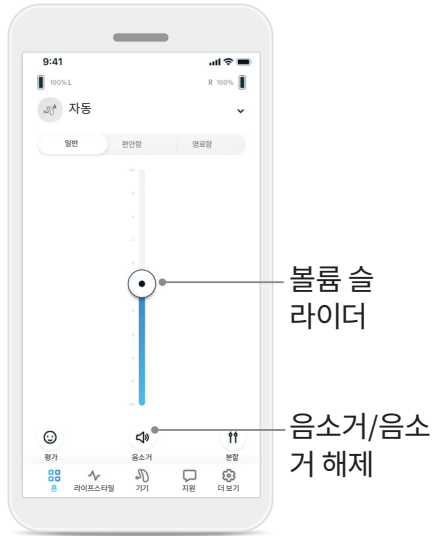 9:41
100% L
R 100%
자동
일반 편안함 명료함
볼륨 슬
라이더
음소거/음소
거 해제
평가 음소거 분할
홈 라이프스타일 기기 지원 더 보기